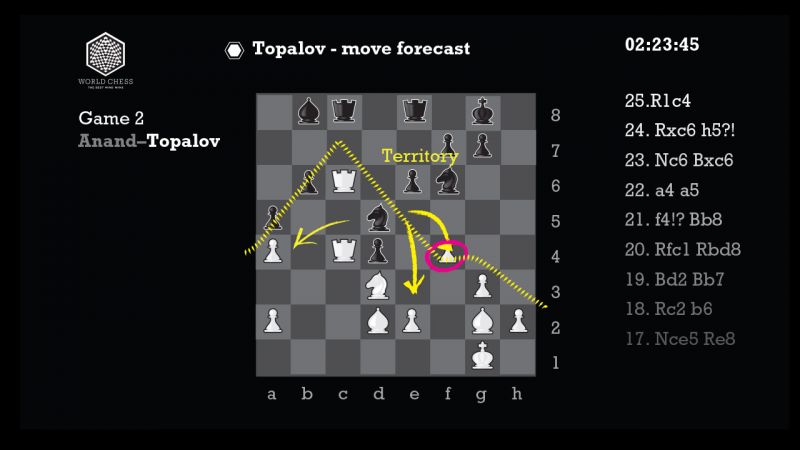 Topalov - move forecast
02:23:45
WORLD CHESS
THE BEST MIND WINS
Game 2
Anand–Topalov
Territory
8
7
6
5
4
3
2
1
a b c d e f g h
25.R1c4
24. Rxc6 h5?!
23. Nc6 Bxc6
22. a4 a5
21. f4!? Bb8
20. Rfc1 Rbd8
19. Bd2 Bb7
18. Rc2 b6
17. Nce5 Re8